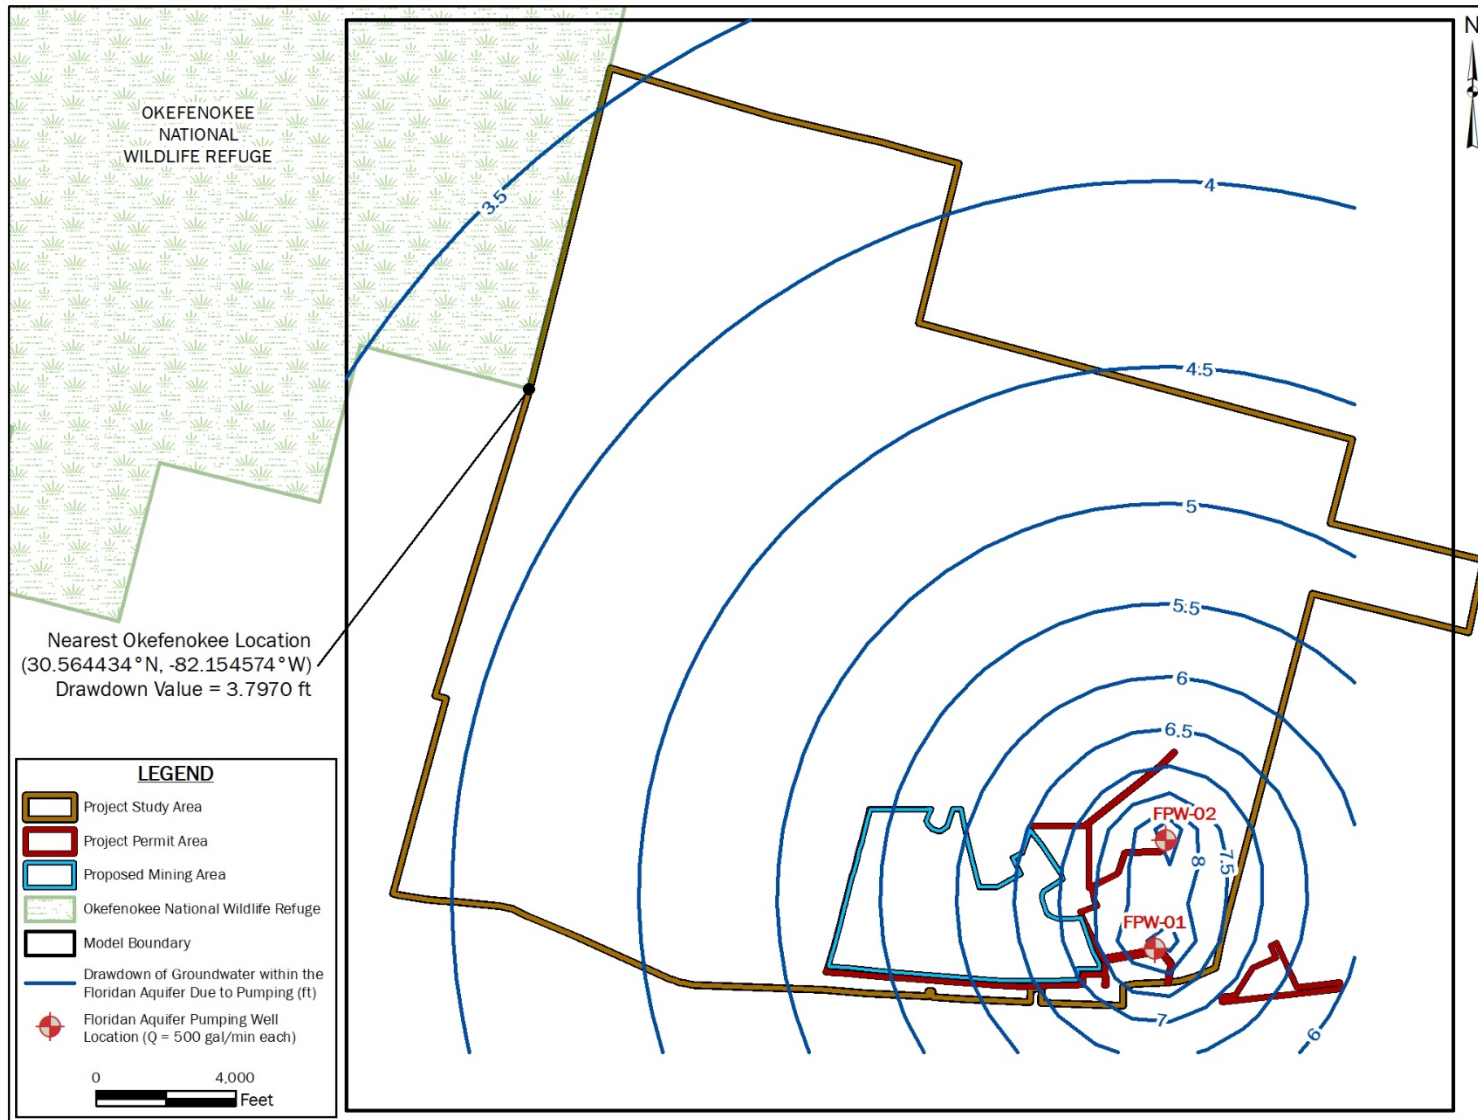 N
OKEFENOKEE
NATIONAL
WILDLIFE REFUGE
3.5
4
4.5
5
5.5
6
6.5
FPW-02
8
7.5
FPW-01
7
6
Nearest Okefenokee Location
(30.564434°N, -82.154574°W)
Drawdown Value = 3.7970 ft
LEGEND
Project Study Area
Project Permit Area
Proposed Mining Area
Okefenokee National Wildlife Refuge
Model Boundary
Drawdown of Groundwater within the
Floridan Aquifer Due to Pumping (ft)
Floridan Aquifer Pumping Well
Location (Q = 500 gal/min each)
0 4,000
Feet